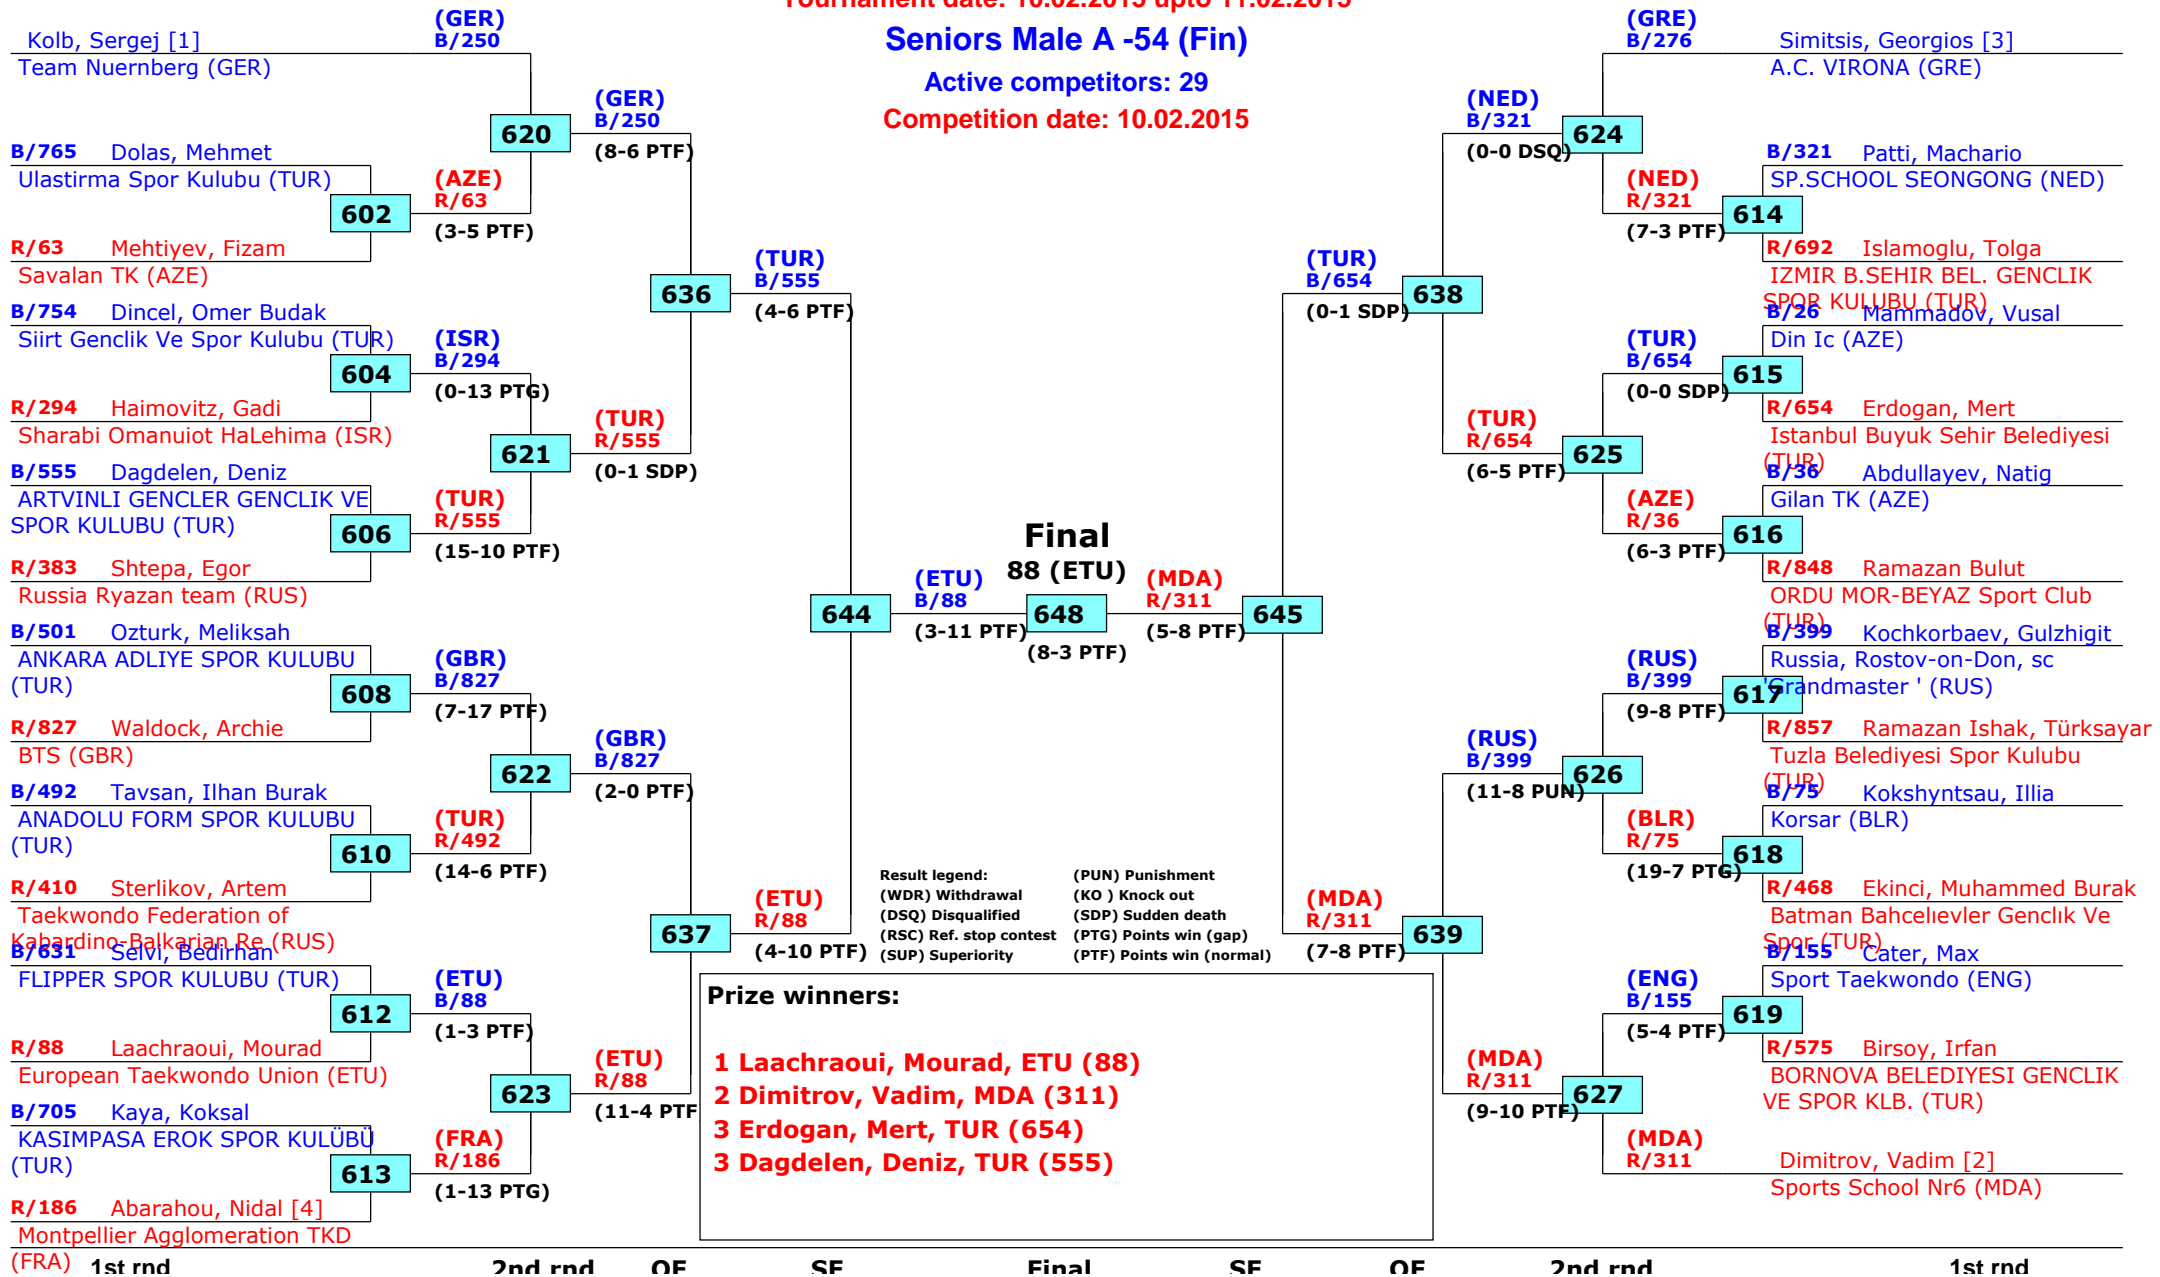 Tournament date: 10.02.2015 upto 11.02.2015
Seniors Male A -54 (Fin)
Active competitors: 29
Competition date: 10.02.2015
Kolb, Sergej [1]
Team Nuernberg (GER)
B/765 Dolas, Mehmet
Ulastirma Spor Kulubu (TUR)
602
R/63 Mehtiyev, Fizam
Savalan TK (AZE)
B/754 Dincel, Omer Budak
Siirt Genclik Ve Spor Kulubu (TUR)
604
R/294 Haimovitz, Gadi
Sharabi Omanuiot HaLehima (ISR)
B/555 Dagdelen, Deniz
ARTVINLI GENCLER GENCLIK VE
SPOR KULUBU (TUR)
606
R/383 Shtepa, Egor
Russia Ryazan team (RUS)
B/501 Ozturk, Meliksah
ANKARA ADLIYE SPOR KULUBU
(TUR)
608
R/827 Waldock, Archie
BTS (GBR)
B/492 Tavsan, Ilhan Burak
ANADOLU FORM SPOR KULUBU
(TUR)
610
R/410 Sterlikov, Artem
Taekwondo Federation of
Kabardino-Balkarian Re (RUS)
B/631 Selvi, Bedirhan
FLIPPER SPOR KULUBU (TUR)
612
R/88 Laachraoui, Mourad
European Taekwondo Union (ETU)
B/705 Kaya, Koksal
KASIMPASA EROK SPOR KULÜBÜ
(TUR)
613
R/186 Abarahou, Nidal [4]
Montpellier Agglomeration TKD
(FRA)
(GER)
B/250
620
(AZE)
R/63
(3-5 PTF)
(ISR)
B/294
(0-13 PTG)
621
(TUR)
R/555
(15-10 PTF)
(GBR)
B/827
(7-17 PTF)
622
(TUR)
R/492
(14-6 PTF)
(ETU)
B/88
(1-3 PTF)
623
(FRA)
R/186
(1-13 PTG)
(GER)
B/250
(8-6 PTF)
636
(TUR)
R/555
(0-1 SDP)
(GBR)
B/827
(2-0 PTF)
637
(ETU)
R/88
(11-4 PTF
(TUR)
B/555
(4-6 PTF)
644
(ETU)
R/88
(4-10 PTF)
(ETU)
B/88
(3-11 PTF)
Final
88 (ETU)
648
(8-3 PTF)
(MDA)
R/311
(5-8 PTF)
645
(TUR)
B/654
(0-1 SDP)
638
(MDA)
R/311
(7-8 PTF)
639
(NED)
B/321
(0-0 DSQ)
624
(TUR)
R/654
(6-5 PTF)
625
(RUS)
B/399
(11-8 PUN)
626
(MDA)
R/311
(9-10 PTF)
627
(GRE)
B/276
(NED)
R/321
(7-3 PTF)
(TUR)
B/654
(0-0 SDP)
(AZE)
R/36
(6-3 PTF)
(RUS)
B/399
(9-8 PTF)
(BLR)
R/75
(19-7 PTG)
(ENG)
B/155
(5-4 PTF)
(MDA)
R/311
Simitsis, Georgios [3]
A.C. VIRONA (GRE)
B/321 Patti, Machario
SP.SCHOOL SEONGONG (NED)
614
R/692 Islamoglu, Tolga
IZMIR B.SEHIR BEL. GENCLIK
SPOR KULUBU (TUR)
B/26 Mammadov, Vusal
Din Ic (AZE)
615
R/654 Erdogan, Mert
Istanbul Buyuk Sehir Belediyesi
(TUR)
B/36 Abdullayev, Natig
Gilan TK (AZE)
616
R/848 Ramazan Bulut
ORDU MOR-BEYAZ Sport Club
(TUR)
B/399 Kochkorbaev, Gulzhigit
Russia, Rostov-on-Don, sc
'Grandmaster ' (RUS)
617
R/857 Ramazan Ishak, Türksayar
Tuzla Belediyesi Spor Kulubu
(TUR)
B/75 Kokshyntsau, Illia
Korsar (BLR)
618
R/468 Ekinci, Muhammed Burak
Batman Bahcelıevler Genclık Ve
Spor (TUR)
B/155 Cater, Max
Sport Taekwondo (ENG)
619
R/575 Birsoy, Irfan
BORNOVA BELEDIYESI GENCLIK
VE SPOR KLB. (TUR)
Dimitrov, Vadim [2]
Sports School Nr6 (MDA)
Result legend:
(WDR) Withdrawal
(DSQ) Disqualified
(RSC) Ref. stop contest
(SUP) Superiority
(PUN) Punishment
(KO ) Knock out
(SDP) Sudden death
(PTG) Points win (gap)
(PTF) Points win (normal)
Prize winners:
1 Laachraoui, Mourad, ETU (88)
2 Dimitrov, Vadim, MDA (311)
3 Erdogan, Mert, TUR (654)
3 Dagdelen, Deniz, TUR (555)
1st rnd 2nd rnd QF SF Final SF QF 2nd rnd 1st rnd